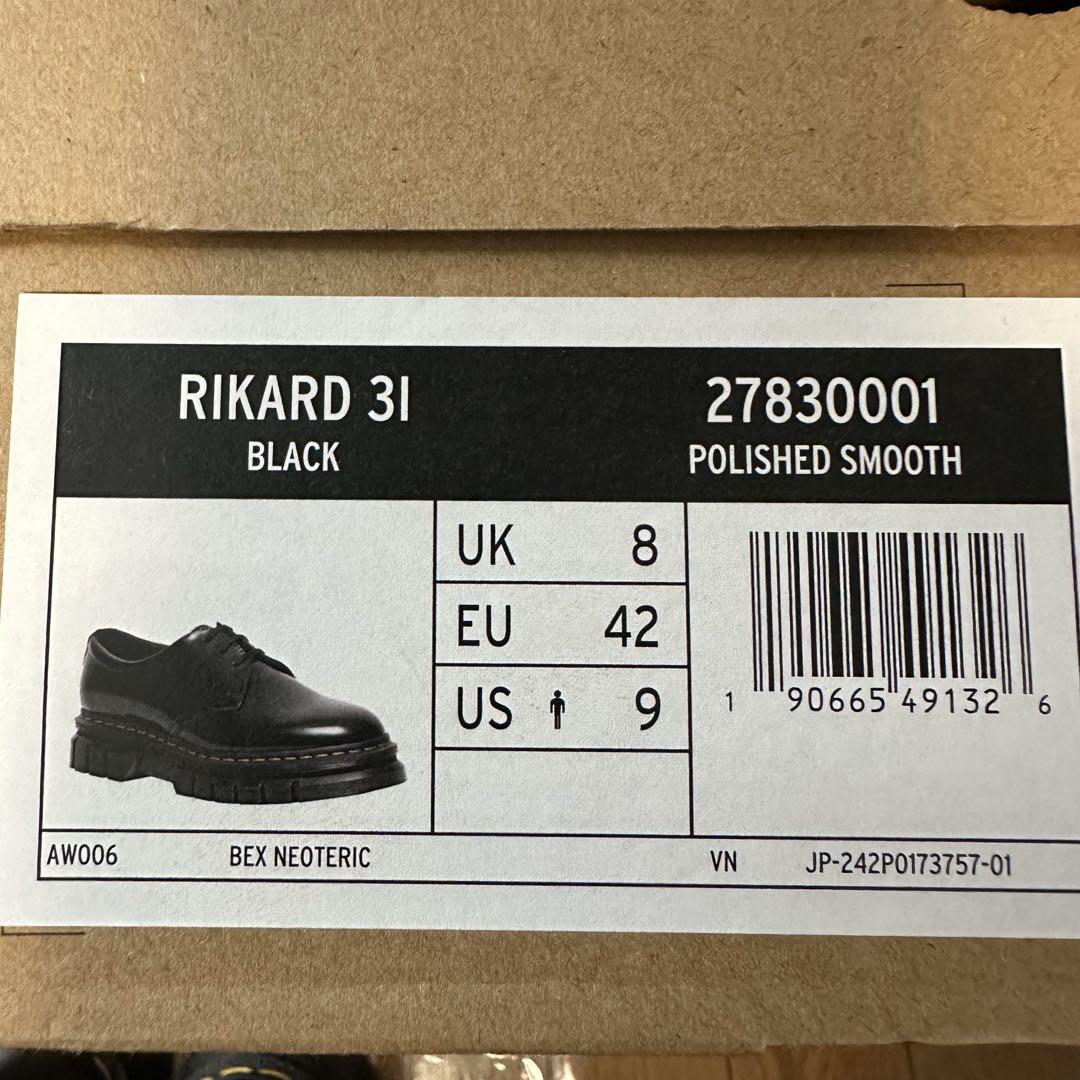 RIKARD 3I
BLACK
27830001
POLISHED SMOOTH
UK 8
EU 42
US 9
1 90665 49132 6
AW006 BEX NEOTERIC VN JP-242P0173757-01